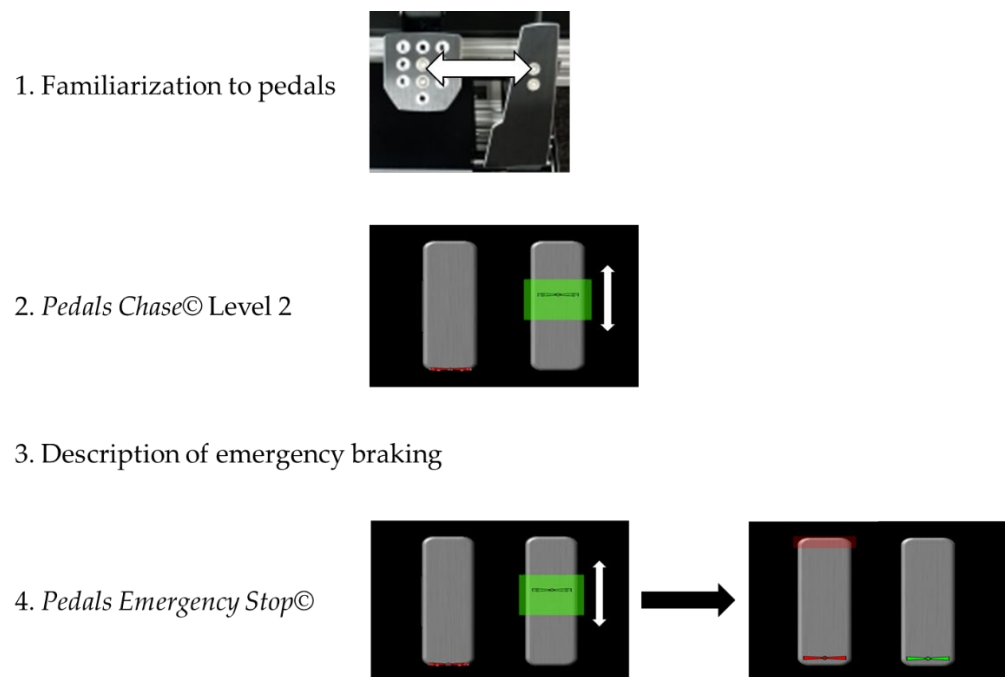 1. Familiarization to pedals
2. Pedals Chase© Level 2
3. Description of emergency braking
4. Pedals Emergency Stop©